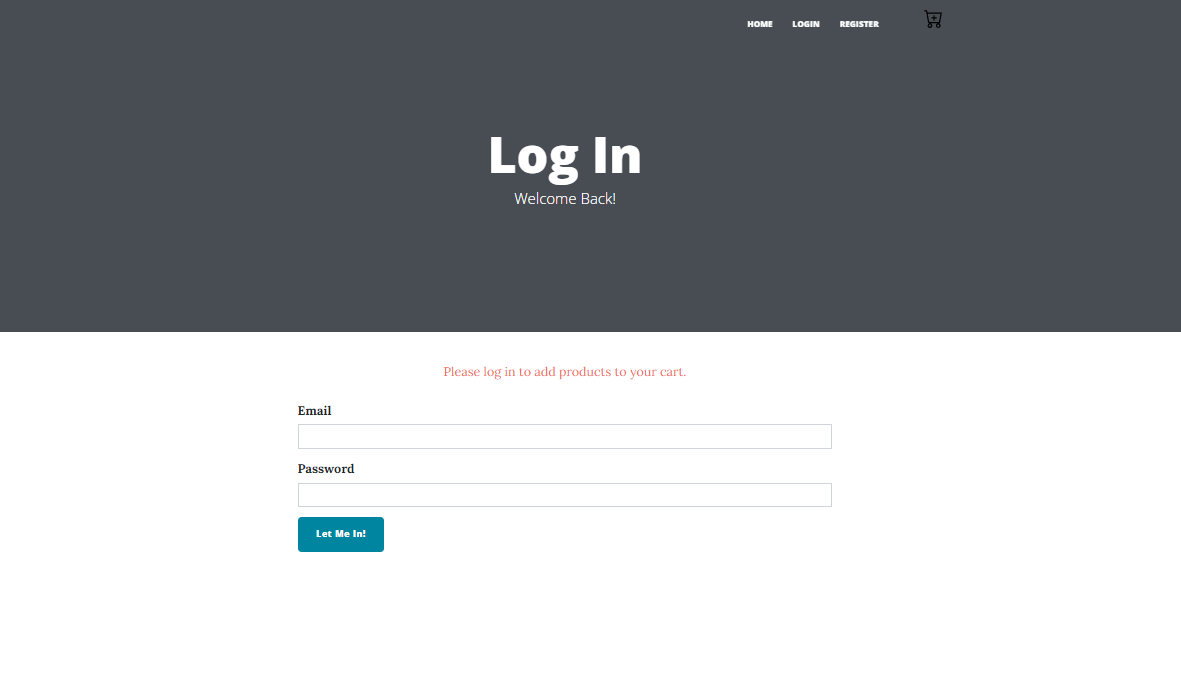 HOME LOGIN REGISTER
Log In
Welcome Back!
Please log in to add products to your cart.
Email
Password
Let Me In!